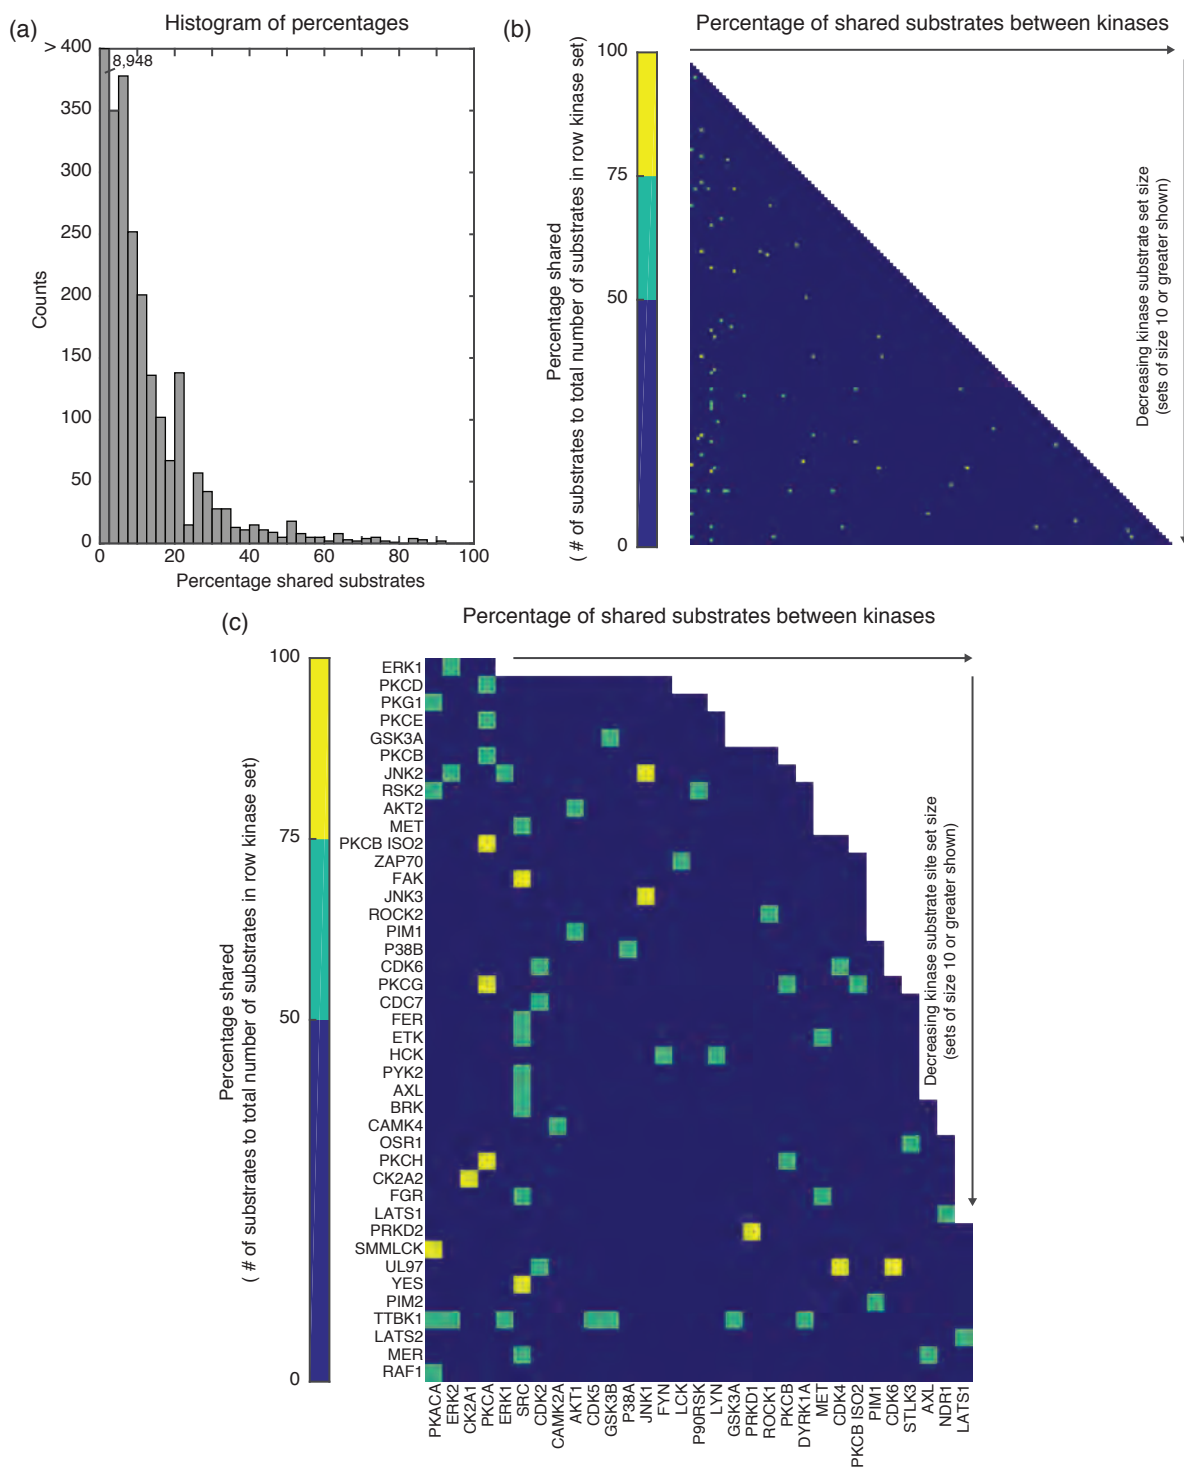 (a)
Histogram of percentages
> 400
8,948
350
300
250
200
150
100
50
0
Counts
0 20 40 60 80 100
Percentage shared substrates
(b)
Percentage of shared substrates between kinases
100
75
50
0
Percentage shared
( # of substrates to total number of substrates in row kinase set)
Decreasing kinase substrate set size
(sets of size 10 or greater shown)
(c)
Percentage of shared substrates between kinases
100
75
50
0
Percentage shared
( # of substrates to total number of substrates in row kinase set)
ERK1
PKCD
PKG1
PKCE
GSK3A
PKCB
JNK2
RSK2
AKT2
MET
PKCB ISO2
ZAP70
FAK
JNK3
ROCK2
PIM1
P38B
CDK6
PKCG
CDC7
FER
ETK
HCK
PYK2
AXL
BRK
CAMK4
OSR1
PKCH
CK2A2
FGR
LATS1
PRKD2
SMMLCK
UL97
YES
PIM2
TTBK1
LATS2
MER
RAF1
Decreasing kinase substrate site set size
(sets of size 10 or greater shown)
PKACA
ERK2
CK2A1
PKCA
ERK1
SRC
CDK2
CAMK2A
AKT1
CDK5
GSK3B
P38A
JNK1
FYN
LCK
P90RSK
LYN
GSK3A
PRKD1
ROCK1
PKCB
DYRK1A
MET
CDK4
PKCB ISO2
PIM1
CDK6
STLK3
AXL
NDR1
LATS1